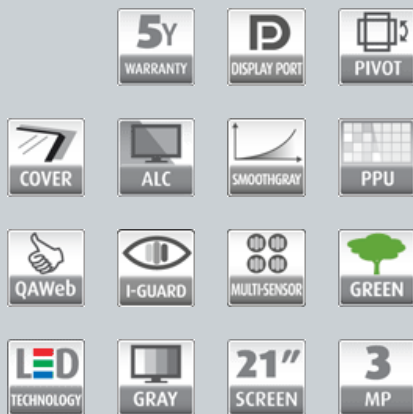 5Y
WARRANTY
DISPLAY PORT
PIVOT
COVER
ALC
SMOOTHGRAY
PPU
QAWeb
I-GUARD
MULTI-SENSOR
GREEN
LED
TECHNOLOGY
GRAY
21"
SCREEN
3
MP